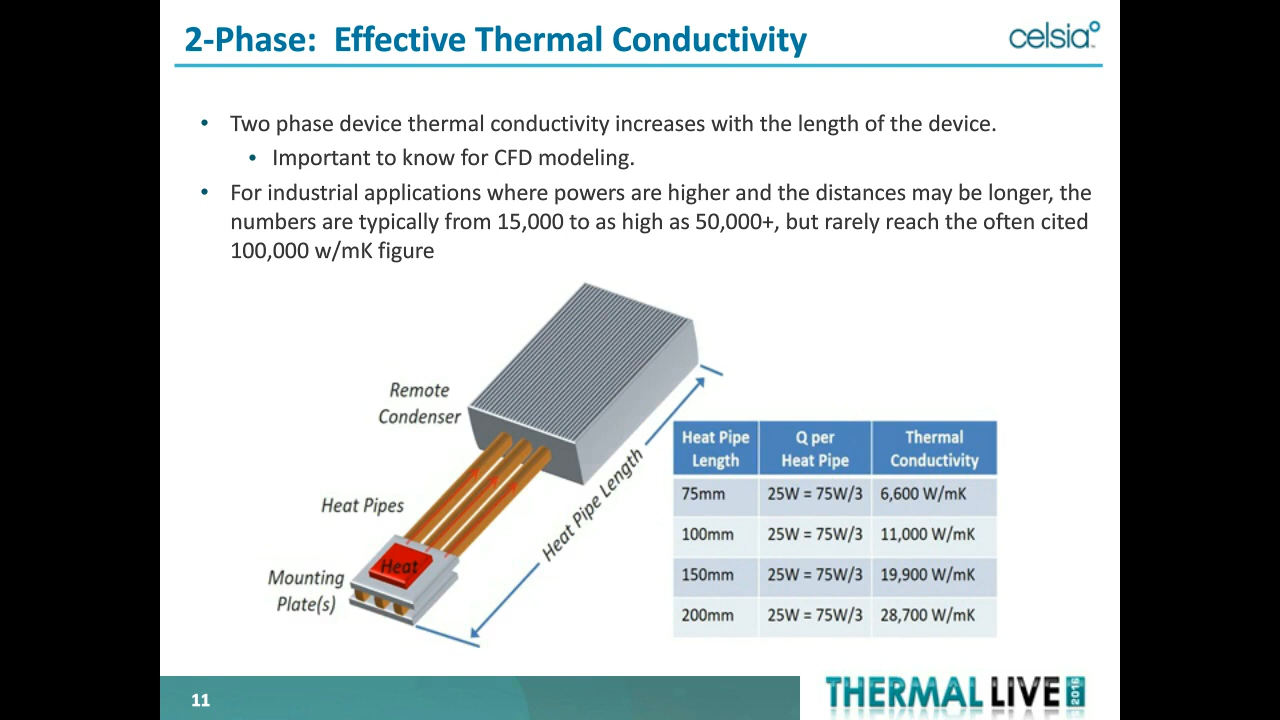 2-Phase: Effective Thermal Conductivity
celsia
• Two phase device thermal conductivity increases with the length of the device.
• Important to know for CFD modeling.
• For industrial applications where powers are higher and the distances may be longer, the
numbers are typically from 15,000 to as high as 50,000+, but rarely reach the often cited
100,000 w/mK figure
Remote
Condenser
Heat Pipes
Heat
Mounting
Plate(s)
Heat Pipe Length
Heat Pipe Length Q per Heat Pipe Thermal Conductivity
75mm 25W = 75W/3 6,600 W/mK
100mm 25W = 75W/3 11,000 W/mK
150mm 25W = 75W/3 19,900 W/mK
200mm 25W = 75W/3 28,700 W/mK
11
THERMAL LIVE 2016